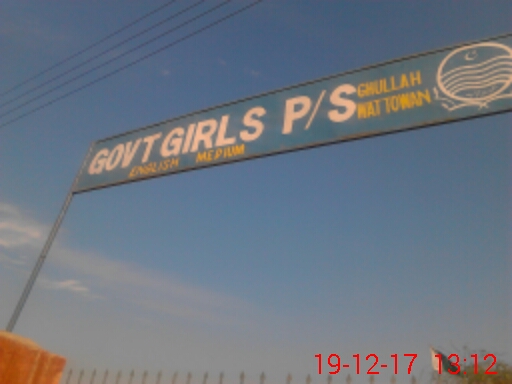 GOVT GIRLS P/S GHULLAH
WATTOWAN
ENGLISH MEDIUM
19-12-17 13:12